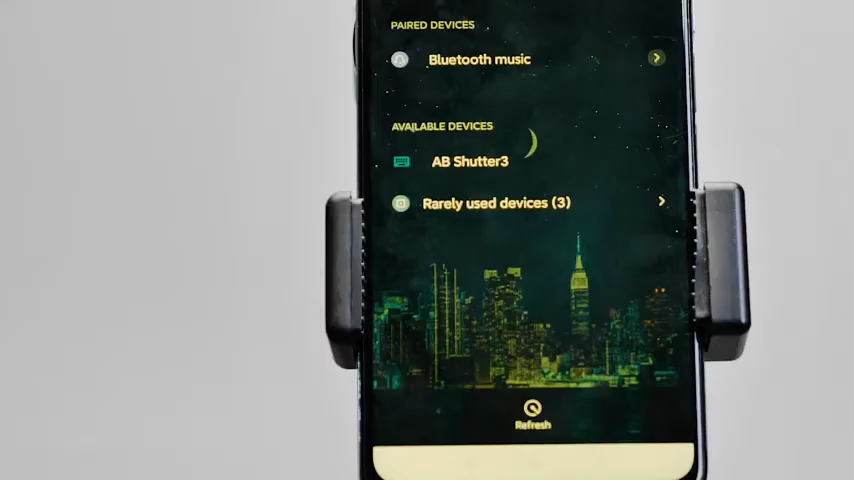 PAIRED DEVICES
Bluetooth music
AVAILABLE DEVICES
AB Shutter3
Rarely used devices (3)
Refresh